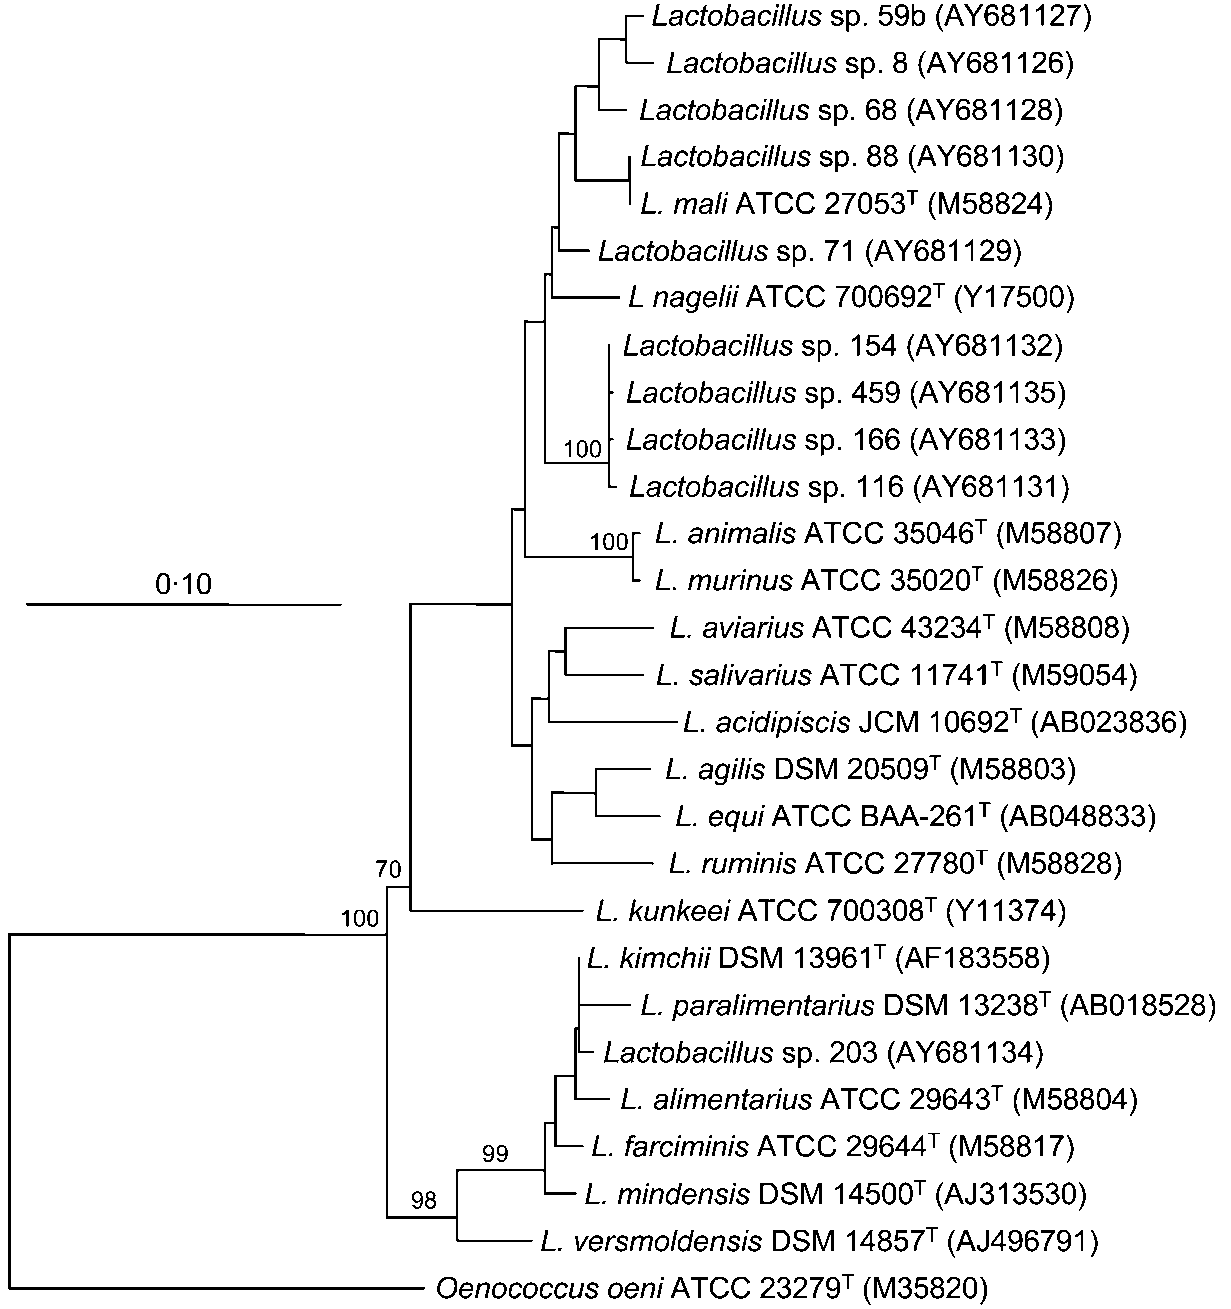 Lactobacillus sp. 59b (AY681127)
Lactobacillus sp. 8 (AY681126)
Lactobacillus sp. 68 (AY681128)
Lactobacillus sp. 88 (AY681130)
L. mali ATCC 27053ᵀ (M58824)
Lactobacillus sp. 71 (AY681129)
L nagelii ATCC 700692ᵀ (Y17500)
Lactobacillus sp. 154 (AY681132)
Lactobacillus sp. 459 (AY681135)
Lactobacillus sp. 166 (AY681133)
100
Lactobacillus sp. 116 (AY681131)
L. animalis ATCC 35046ᵀ (M58807)
100
L. murinus ATCC 35020ᵀ (M58826)
0·10
L. aviarius ATCC 43234ᵀ (M58808)
L. salivarius ATCC 11741ᵀ (M59054)
L. acidipiscis JCM 10692ᵀ (AB023836)
L. agilis DSM 20509ᵀ (M58803)
L. equi ATCC BAA-261ᵀ (AB048833)
L. ruminis ATCC 27780ᵀ (M58828)
70
L. kunkeei ATCC 700308ᵀ (Y11374)
100
L. kimchii DSM 13961ᵀ (AF183558)
L. paralimentarius DSM 13238ᵀ (AB018528)
Lactobacillus sp. 203 (AY681134)
L. alimentarius ATCC 29643ᵀ (M58804)
L. farciminis ATCC 29644ᵀ (M58817)
99
L. mindensis DSM 14500ᵀ (AJ313530)
98
L. versmoldensis DSM 14857ᵀ (AJ496791)
Oenococcus oeni ATCC 23279ᵀ (M35820)